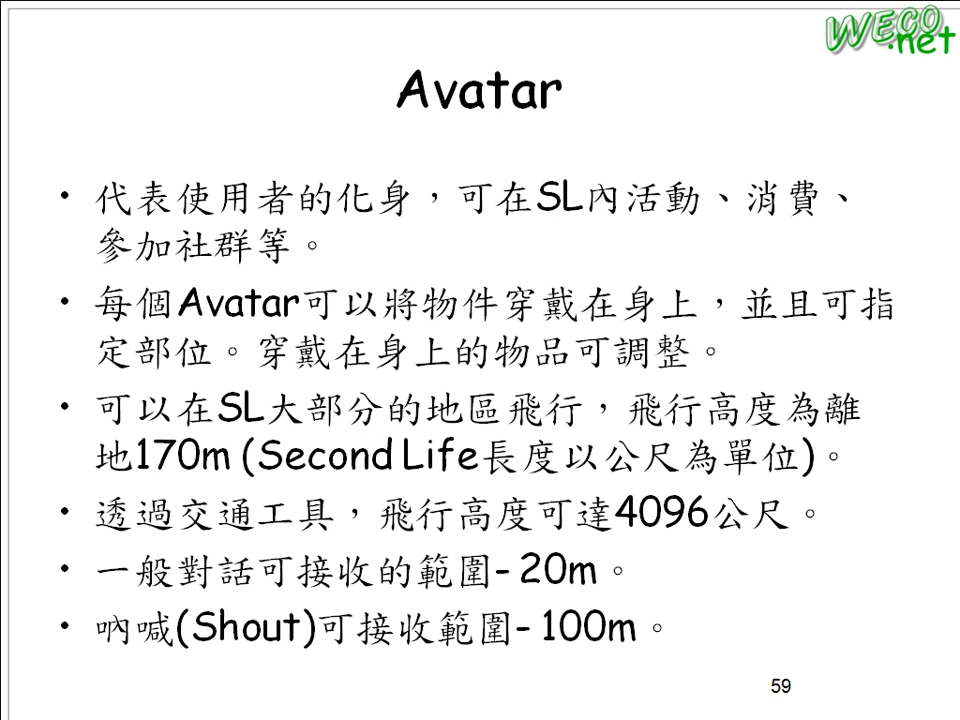 WECO
.net
Avatar
• 代表使用者的化身，可在SL內活動、消費、
參加社群等。
• 每個Avatar可以將物件穿戴在身上，並且可指
定部位。穿戴在身上的物品可調整。
• 可以在SL大部分的地區飛行，飛行高度為離
地170m (Second Life長度以公尺為單位)。
• 透過交通工具，飛行高度可達4096公尺。
• 一般對話可接收的範圍- 20m。
• 吶喊(Shout)可接收範圍- 100m。
59